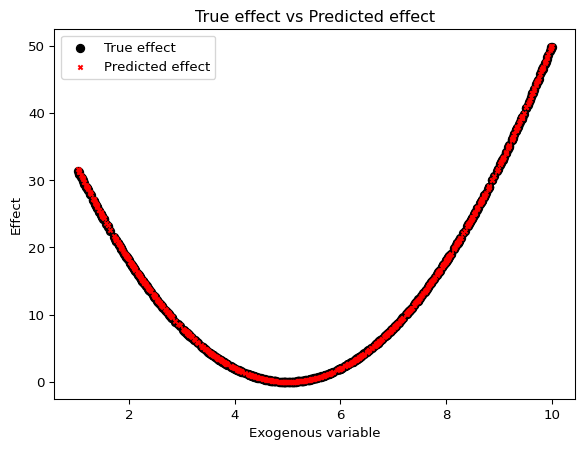 True effect vs Predicted effect
True effect
Predicted effect
50
40
30
20
10
0
Effect
2 4 6 8 10
Exogenous variable